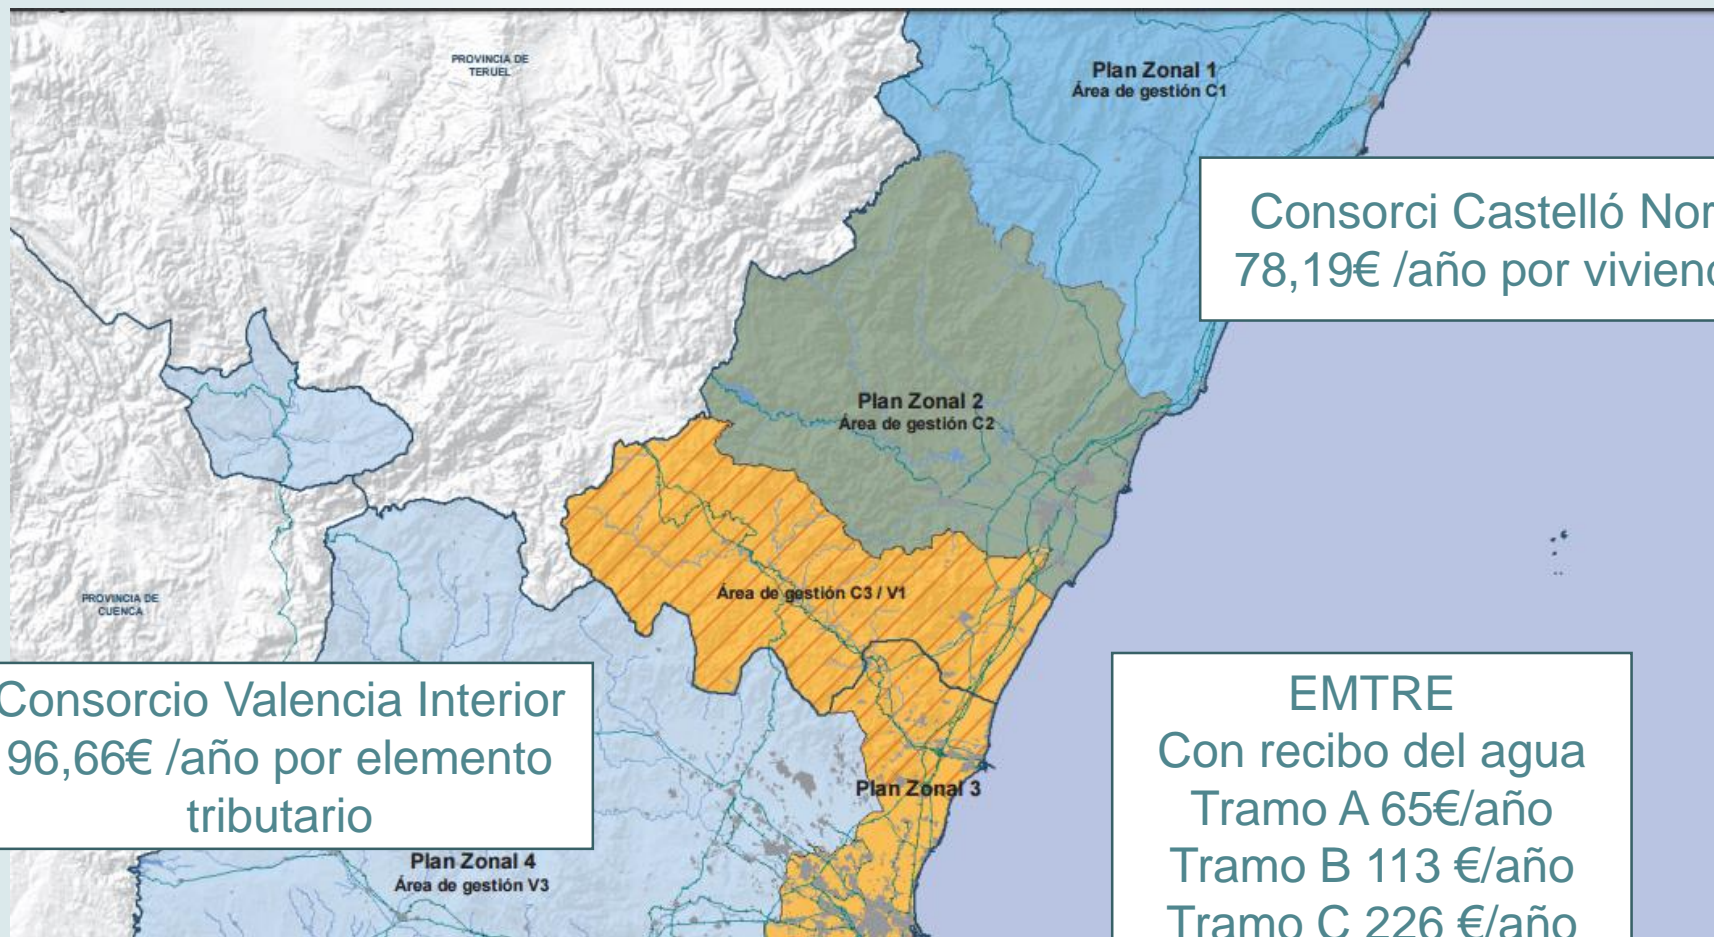 PROVINCIA DE
TERUEL
Plan Zonal 1
Área de gestión C1
Consorci Castelló Nor
78,19€ /año por viviend
Plan Zonal 2
Área de gestión C2
Área de gestión C3 / V1
PROVINCIA DE
CUENCA
Consorcio Valencia Interior
96,66€ /año por elemento
tributario
EMTRE
Con recibo del agua
Tramo A 65€/año
Tramo B 113 €/año
Tramo C 226 €/año
Plan Zonal 3
Plan Zonal 4
Área de gestión V3